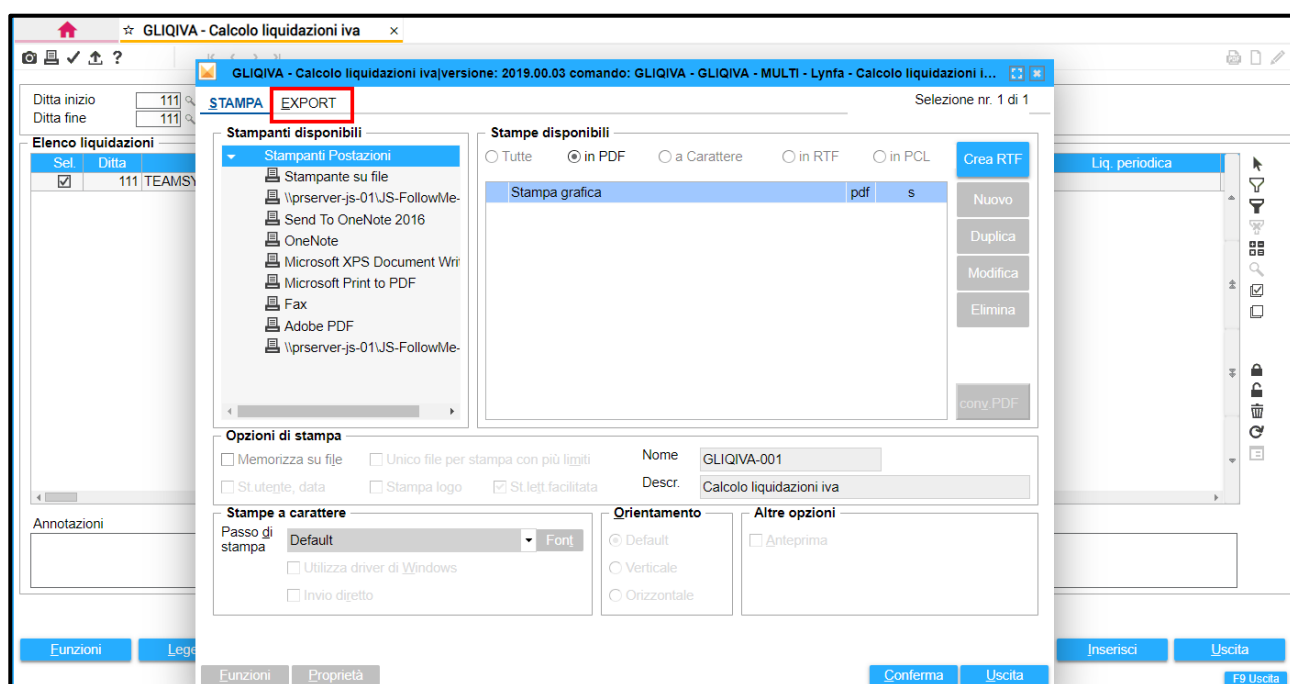 ☆ GLIQIVA - Calcolo liquidazioni iva ×
?
GLIQIVA - Calcolo liquidazioni iva|versione: 2019.00.03 comando: GLIQIVA - GLIQIVA - MULTI - Lynfa - Calcolo liquidazioni i...
Ditta inizio 111
Ditta fine 111
Elenco liquidazioni
Sel. Ditta
111 TEAMSY
Liq. periodica
STAMPA EXPORT
Selezione nr. 1 di 1
Stampanti disponibili
Stampanti Postazioni
Stampante su file
\\prserver-js-01\JS-FollowMe-
Send To OneNote 2016
OneNote
Microsoft XPS Document Writ
Microsoft Print to PDF
Fax
Adobe PDF
\\prserver-js-01\JS-FollowMe-
Stampe disponibili
Tutte in PDF a Carattere in RTF in PCL
Stampa grafica pdf s
Crea RTF
Nuovo
Duplica
Modifica
Elimina
conv.PDF
Opzioni di stampa
Memorizza su file Unico file per stampa con più limiti Nome GLIQIVA-001
St.utente, data Stampa logo St.lett.facilitata Descr. Calcolo liquidazioni iva
Annotazioni
Stampe a carattere
Passo di stampa Default Font
Utilizza driver di Windows
Invio diretto
Orientamento
Default
Verticale
Orizzontale
Altre opzioni
Anteprima
Funzioni Proprietà Conferma Uscita
Funzioni Lege Inserisci Uscita
F9 Uscita